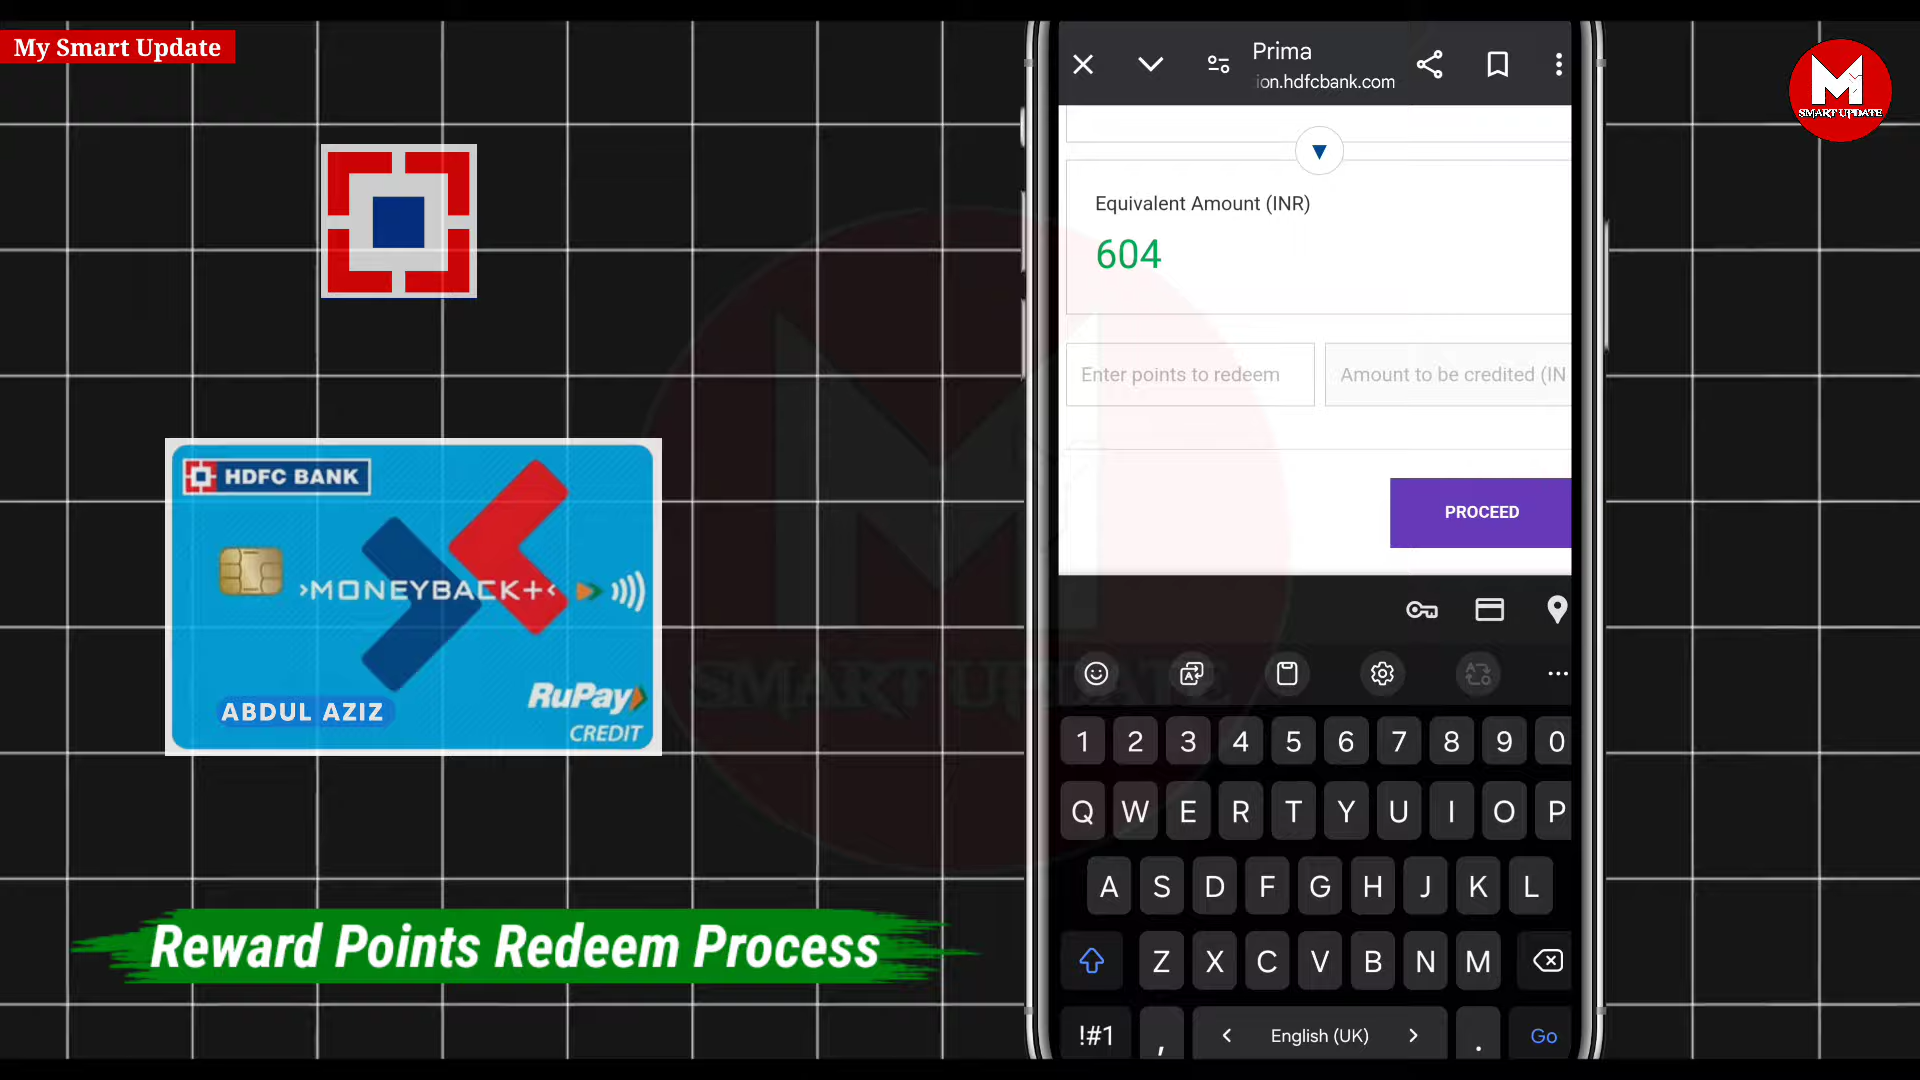 My Smart Update
HDFC BANK
›MONEYBACK+‹
RuPay
ABDUL AZIZ
CREDIT
Reward Points Redeem Process
Prima
ion.hdfcbank.com
Equivalent Amount (INR)
604
Enter points to redeem
Amount to be credited (IN
PROCEED
1 2 3 4 5 6 7 8 9 0
Q W E R T Y U I O P
A S D F G H J K L
Z X C V B N M
!#1 , < English (UK) > . Go
M
SMART UPDATE
SMART UPDATE